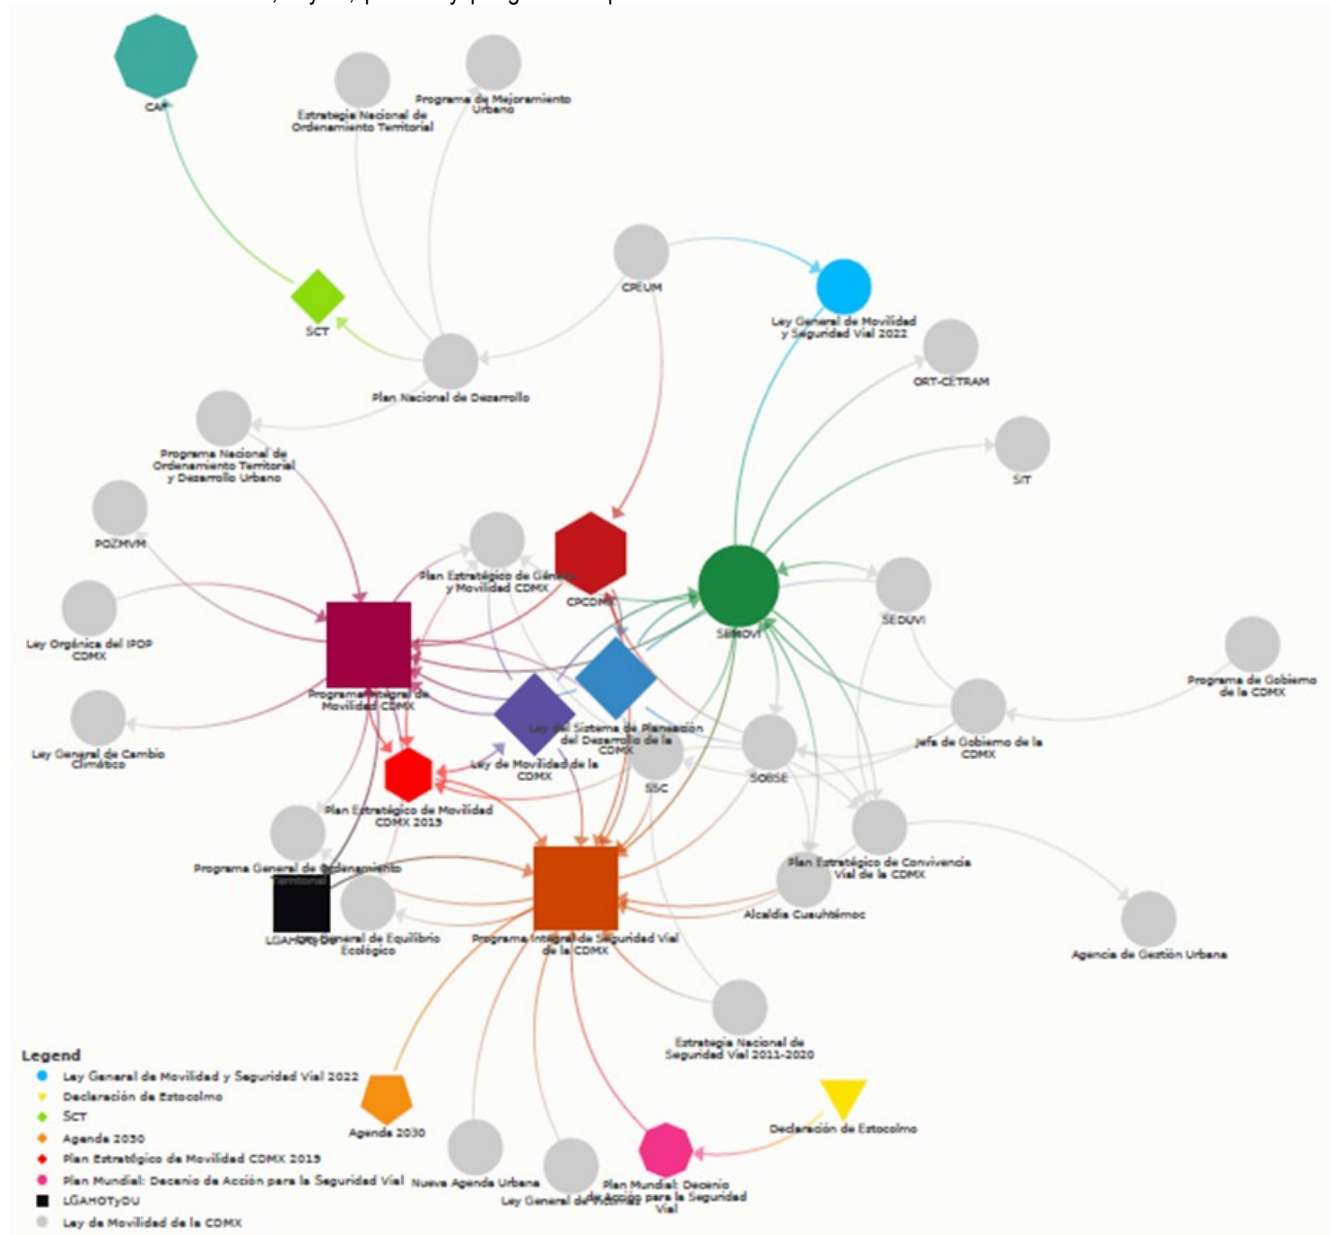 CAP
Estrategia Nacional de
Ordenamiento Territorial
Programa de Mejoramiento
Urbano
CPEUM
SCT
Ley General de Movilidad
y Seguridad Vial 2022
ORT-CETRAM
Plan Nacional de Desarrollo
Programa Nacional de
Ordenamiento Territorial
y Desarrollo Urbano
SIT
POZMVM
Plan Estratégico de Género
y Movilidad CDMX
CPCDMX
SEMOVI
SEDUVI
Ley Orgánica del IPDP
CDMX
Programa de Gobierno
de la CDMX
Programa Integral de
Movilidad CDMX
Ley del Sistema de Planeación
del Desarrollo de la
CDMX
Jefa de Gobierno de la
CDMX
Ley General de Cambio
Climático
Ley de Movilidad de la
CDMX
SSC
SOBSE
Plan Estratégico de Movilidad
CDMX 2019
Programa General de Ordenamiento
Territorial
Plan Estratégico de Convivencia
Vial de la CDMX
Alcaldía Cuauhtémoc
LGAHOTyDU
Ley General de Equilibrio
Ecológico
Programa Integral de Seguridad Vial
de la CDMX
Agencia de Gestión Urbana
Estrategia Nacional de
Seguridad Vial 2011-2020
Agenda 2030
Declaración de Estocolmo
Nueva Agenda Urbana
Ley General de Víctimas
Plan Mundial: Decenio
de Acción para la Seguridad
Vial
Legend
Ley General de Movilidad y Seguridad Vial 2022
Declaración de Estocolmo
SCT
Agenda 2030
Plan Estratégico de Movilidad CDMX 2019
Plan Mundial: Decenio de Acción para la Seguridad Vial
LGAHOTyDU
Ley de Movilidad de la CDMX